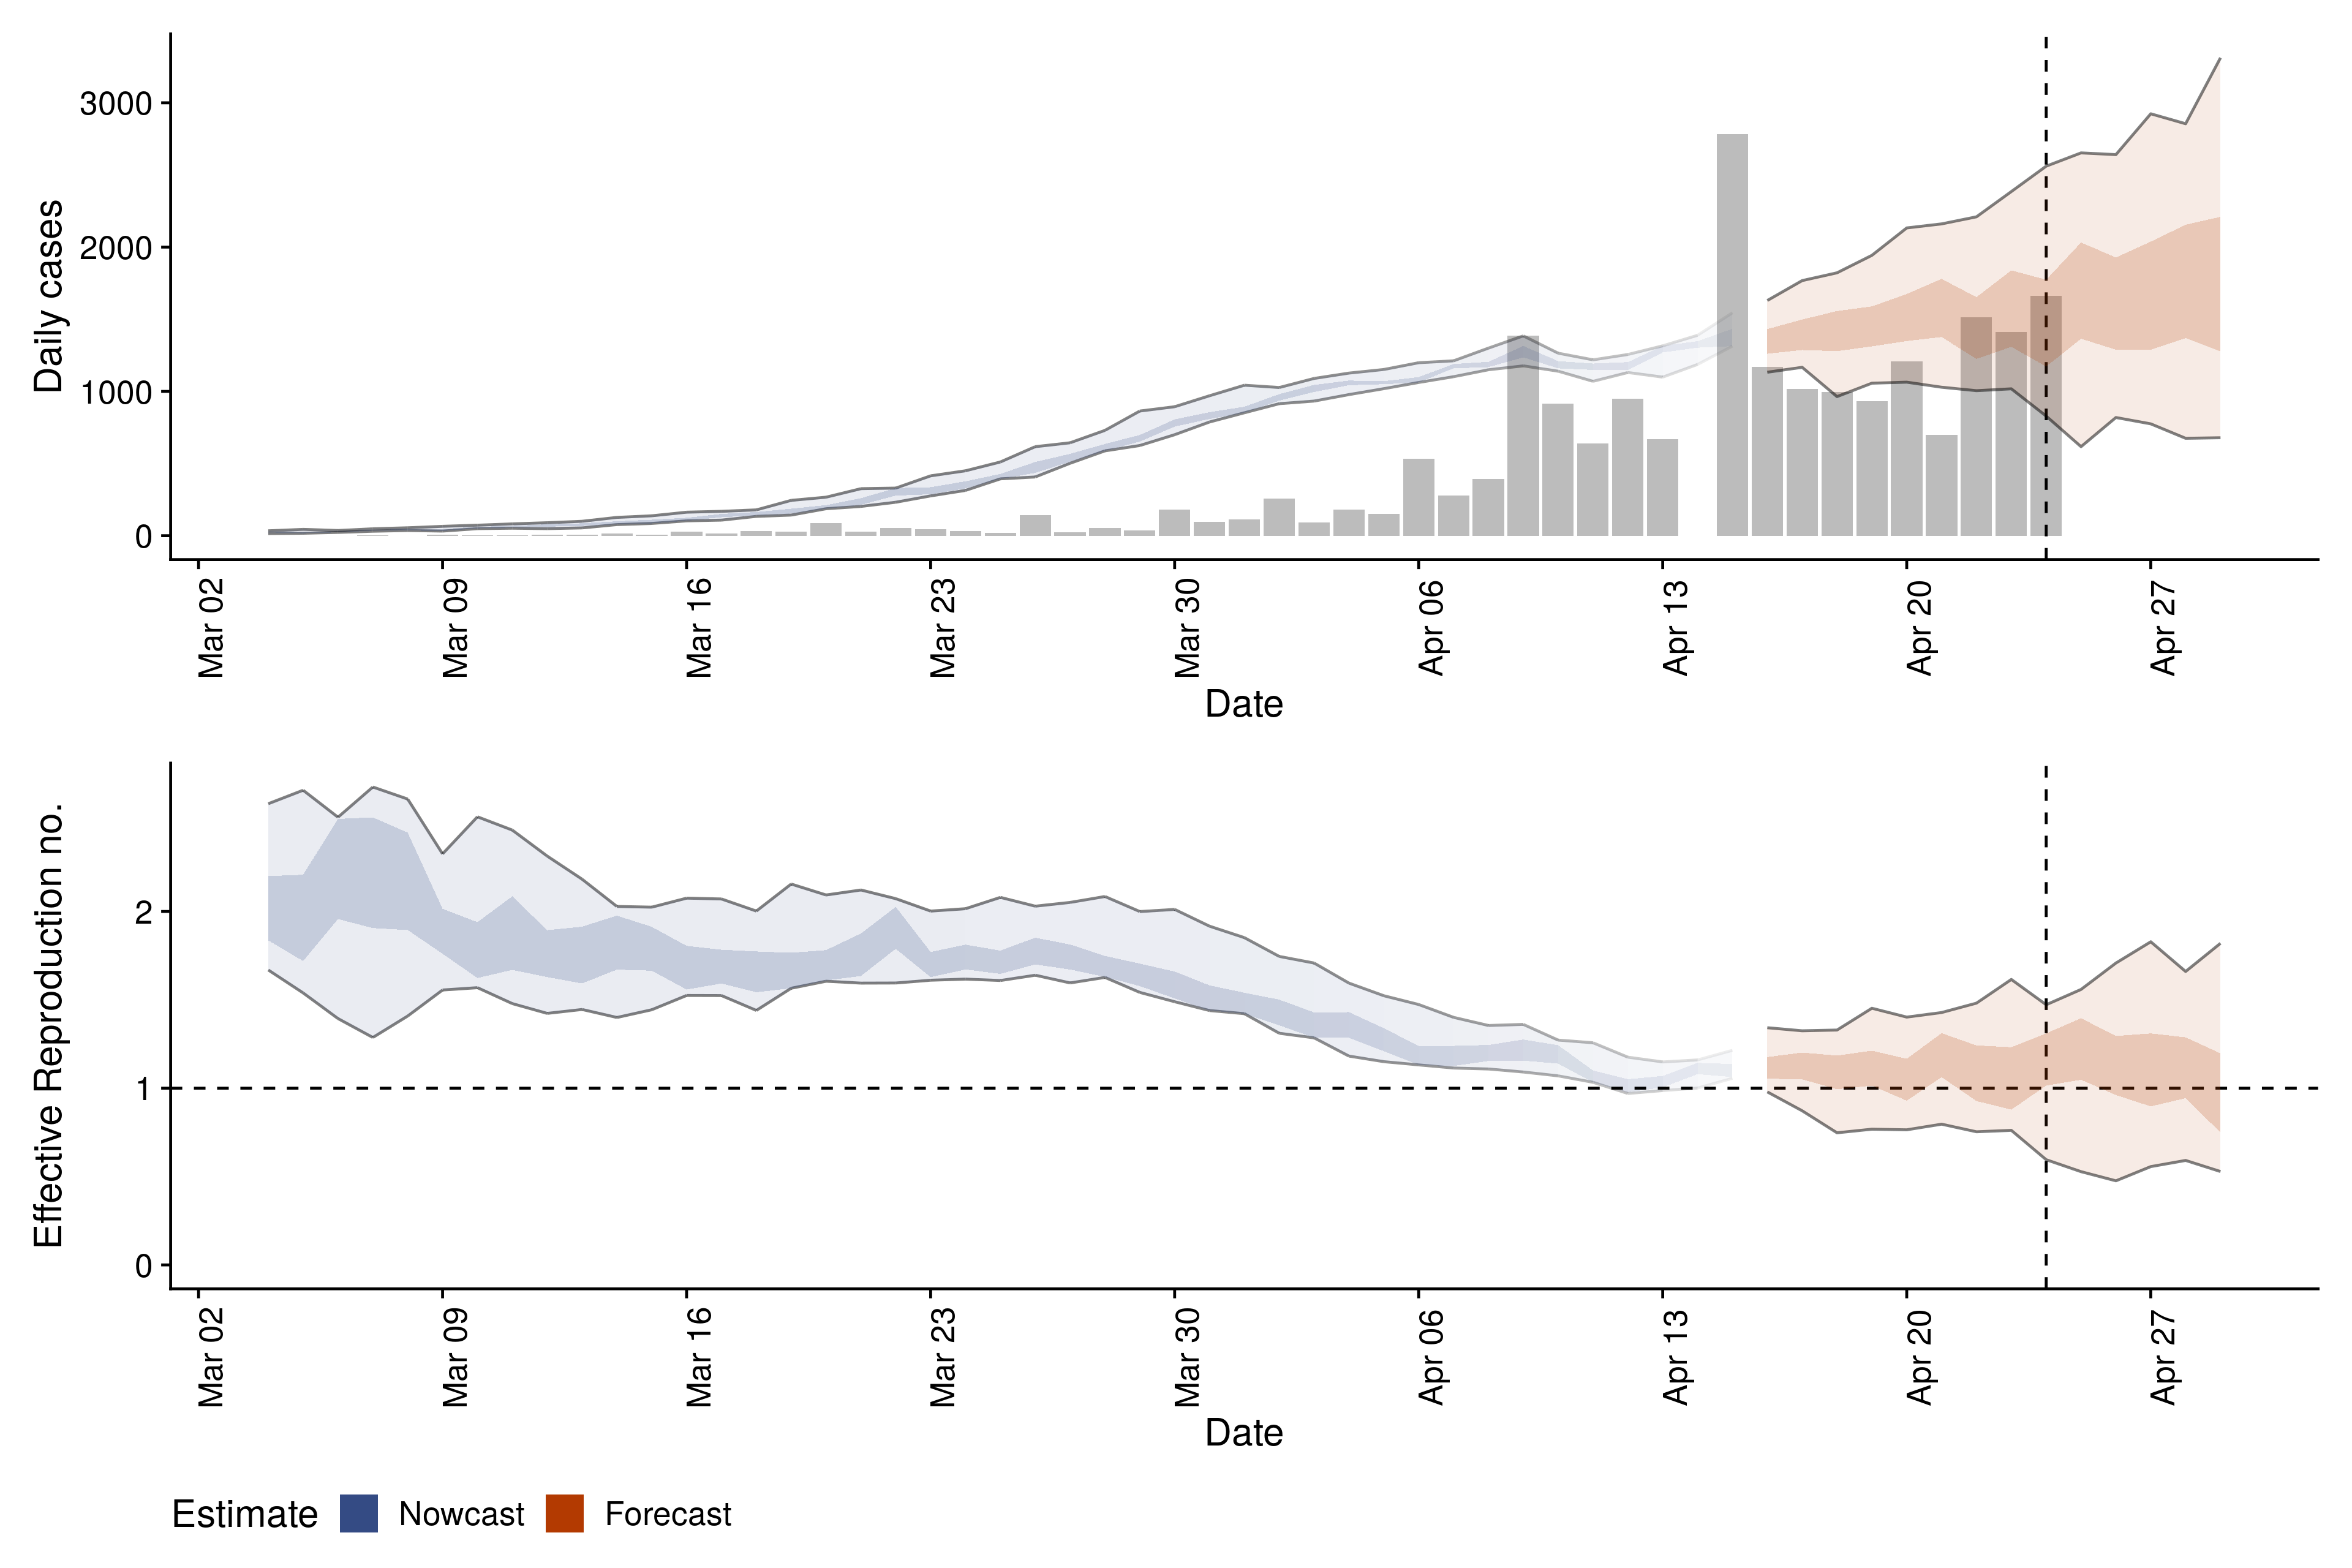 Daily cases
3000
2000
1000
0
Mar 02
Mar 09
Mar 16
Mar 23
Mar 30
Apr 06
Apr 13
Apr 20
Apr 27
Date
Effective Reproduction no.
2
1
0
Mar 02
Mar 09
Mar 16
Mar 23
Mar 30
Apr 06
Apr 13
Apr 20
Apr 27
Date
Estimate Nowcast Forecast